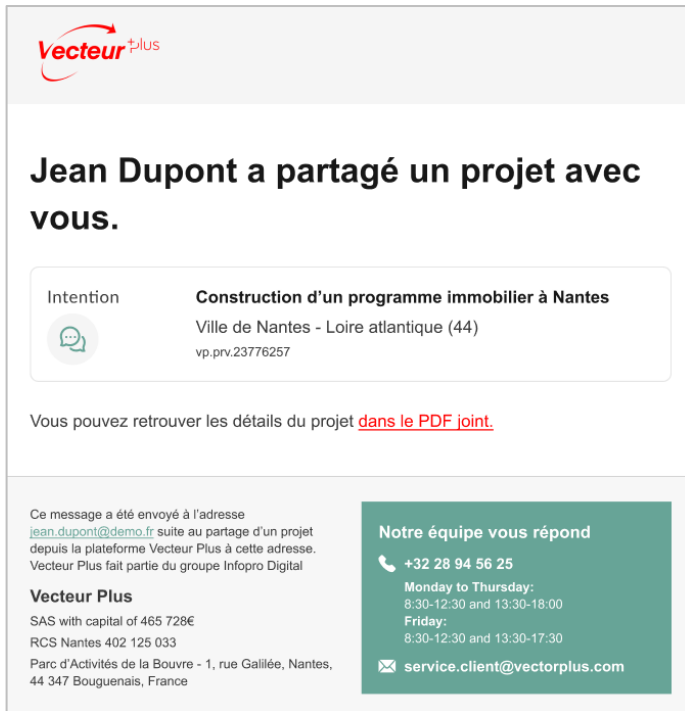 Vecteur plus
Jean Dupont a partagé un projet avec
vous.
Intention
Construction d’un programme immobilier à Nantes
Ville de Nantes - Loire atlantique (44)
vp.prv.23776257
Vous pouvez retrouver les détails du projet dans le PDF joint.
Ce message a été envoyé à l’adresse
jean.dupont@demo.fr suite au partage d’un projet
depuis la plateforme Vecteur Plus à cette adresse.
Vecteur Plus fait partie du groupe Infopro Digital
Vecteur Plus
SAS with capital of 465 728€
RCS Nantes 402 125 033
Parc d’Activités de la Bouvre - 1, rue Galilée, Nantes,
44 347 Bouguenais, France
Notre équipe vous répond
+32 28 94 56 25
Monday to Thursday:
8:30-12:30 and 13:30-18:00
Friday:
8:30-12:30 and 13:30-17:30
service.client@vectorplus.com